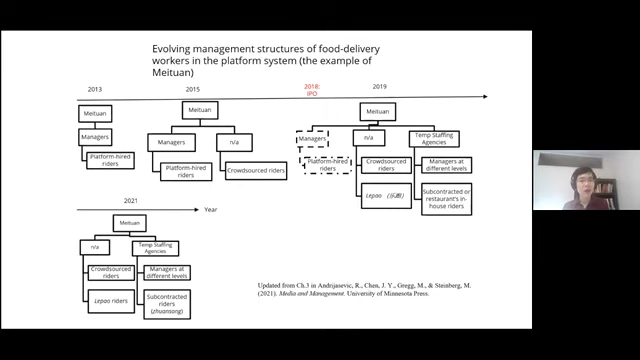 Evolving management structures of food-delivery
workers in the platform system (the example of
Meituan)
2013
2015
2018:
IPO
2019
Meituan
Managers
Platform-hired
riders
Meituan
Managers
n/a
Platform-hired
riders
Crowdsourced riders
Meituan
Managers
n/a
Temp Staffing
Agencies
Platform-hired
riders
Crowdsourced
riders
Managers at
different levels
Lepao (乐跑)
Subcontracted or
restaurant's in-
house riders
2021
Year
Meituan
n/a
Temp Staffing
Agencies
Crowdsourced
riders
Managers at
different levels
Lepao riders
Subcontracted
riders
(zhuansong)
Updated from Ch.3 in Andrijasevic, R., Chen, J. Y., Gregg, M., & Steinberg, M.
(2021). Media and Management. University of Minnesota Press.